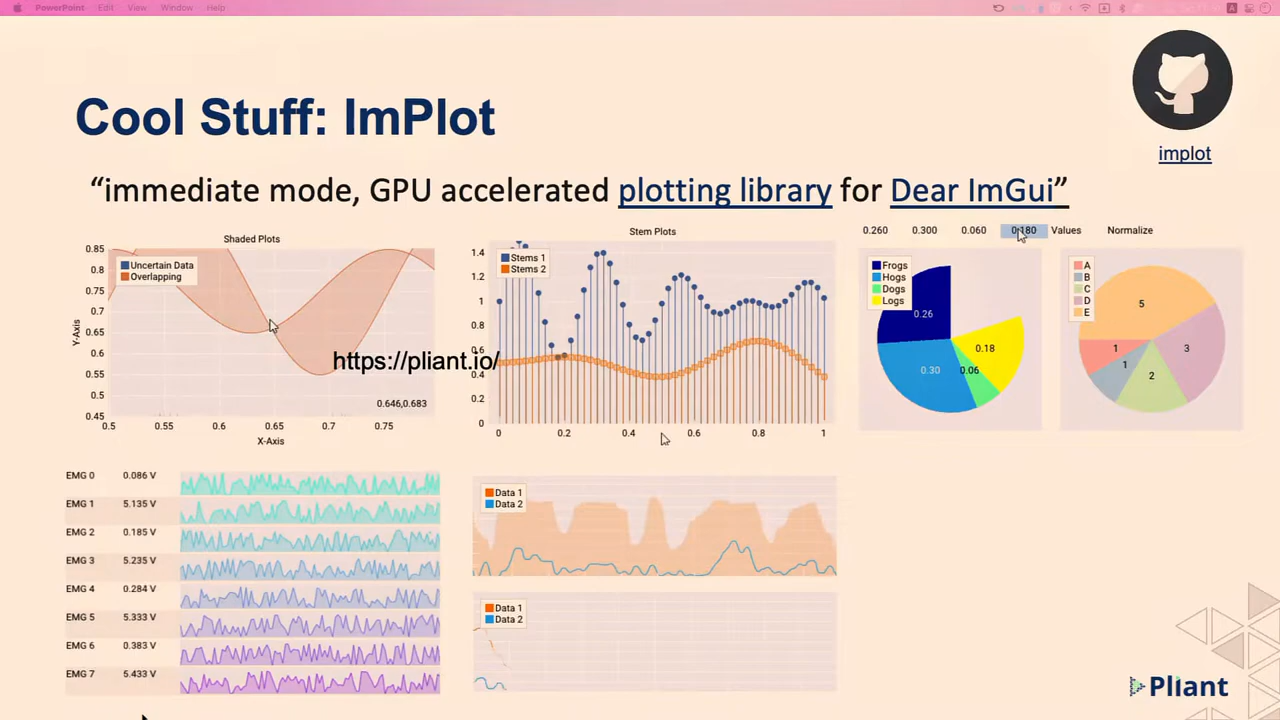 PowerPoint Edit View Window Help
Cool Stuff: ImPlot
implot
“immediate mode, GPU accelerated plotting library for Dear ImGui”
Shaded Plots
0.85
0.8
0.75
0.7
0.65
0.6
0.55
0.5
0.45
Y-Axis
Uncertain Data
Overlapping
0.646,0.683
0.5 0.55 0.6 0.65 0.7 0.75
X-Axis
https://pliant.io/
Stem Plots
1.4
1.2
1
0.8
0.6
0.4
0.2
0
Stems 1
Stems 2
0 0.2 0.4 0.6 0.8 1
0.260 0.300 0.060 0.180 Values Normalize
Frogs
Hogs
Dogs
Logs
0.26
0.18
0.30
0.06
A
B
C
D
E
5
3
1
1
2
EMG 0 0.086 V
EMG 1 5.135 V
EMG 2 0.185 V
EMG 3 5.235 V
EMG 4 0.284 V
EMG 5 5.333 V
EMG 6 0.383 V
EMG 7 5.433 V
Data 1
Data 2
Data 1
Data 2
Pliant